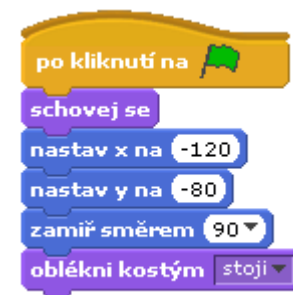 po kliknutí na
schovej se
nastav x na -120
nastav y na -80
zamiř směrem 90
oblékni kostým stoji